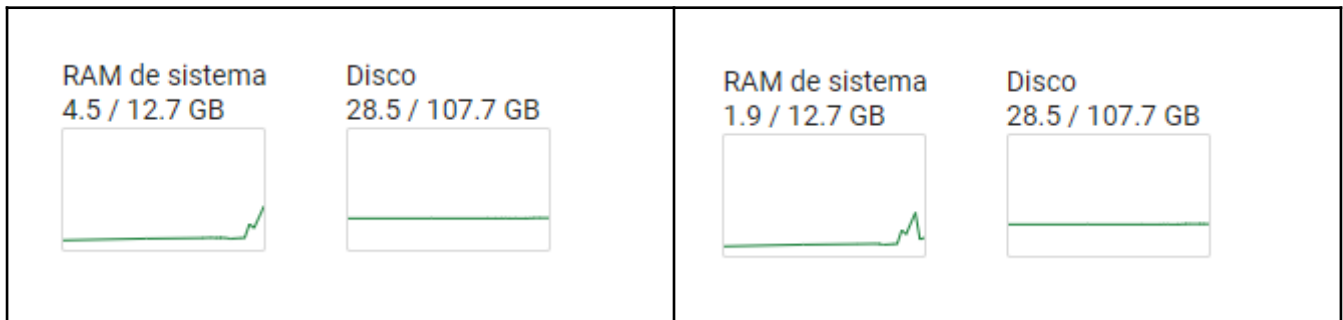 RAM de sistema
4.5 / 12.7 GB
Disco
28.5 / 107.7 GB
RAM de sistema
1.9 / 12.7 GB
Disco
28.5 / 107.7 GB